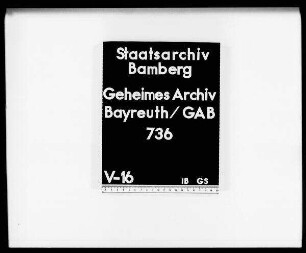 Staatsarchiv
Bamberg
Geheimes Archiv
Bayreuth/GAB
736
V-16 IB GS